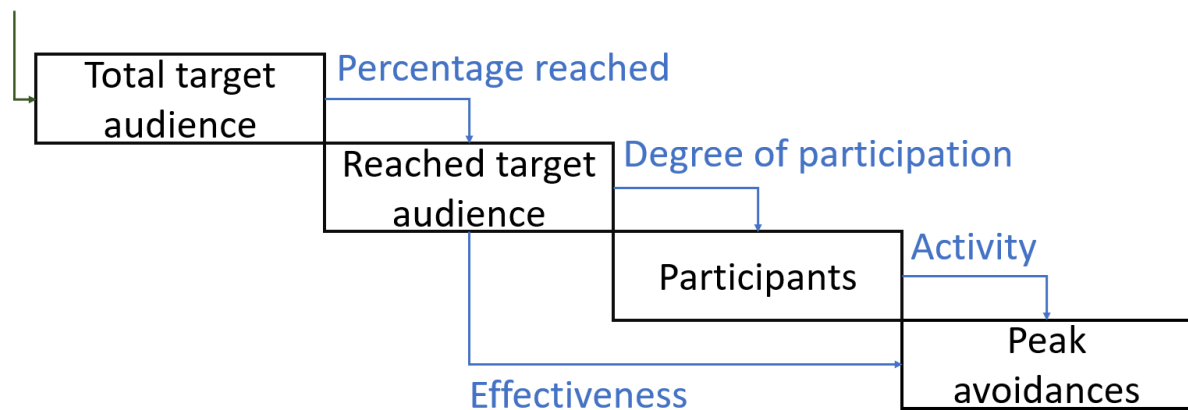 Total target
audience
Percentage reached
Reached target
audience
Degree of participation
Participants
Activity
Peak
avoidances
Effectiveness